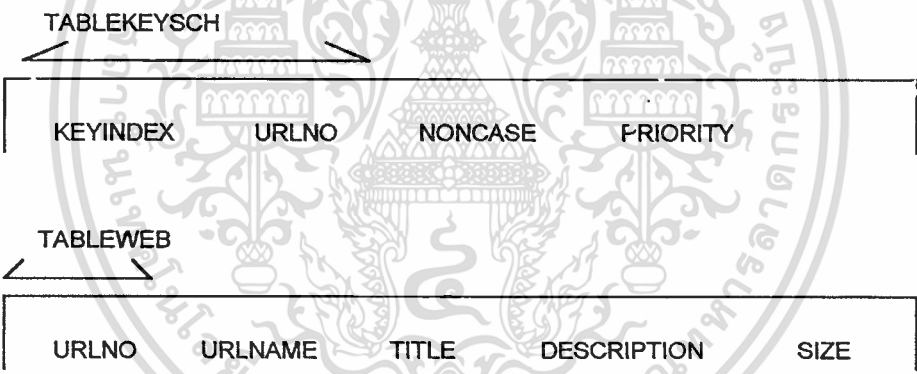 TABLEKEYSCH
KEYINDEX URLNO NONCASE PRIORITY
TABLEWEB
URLNO URLNAME TITLE DESCRIPTION SIZE